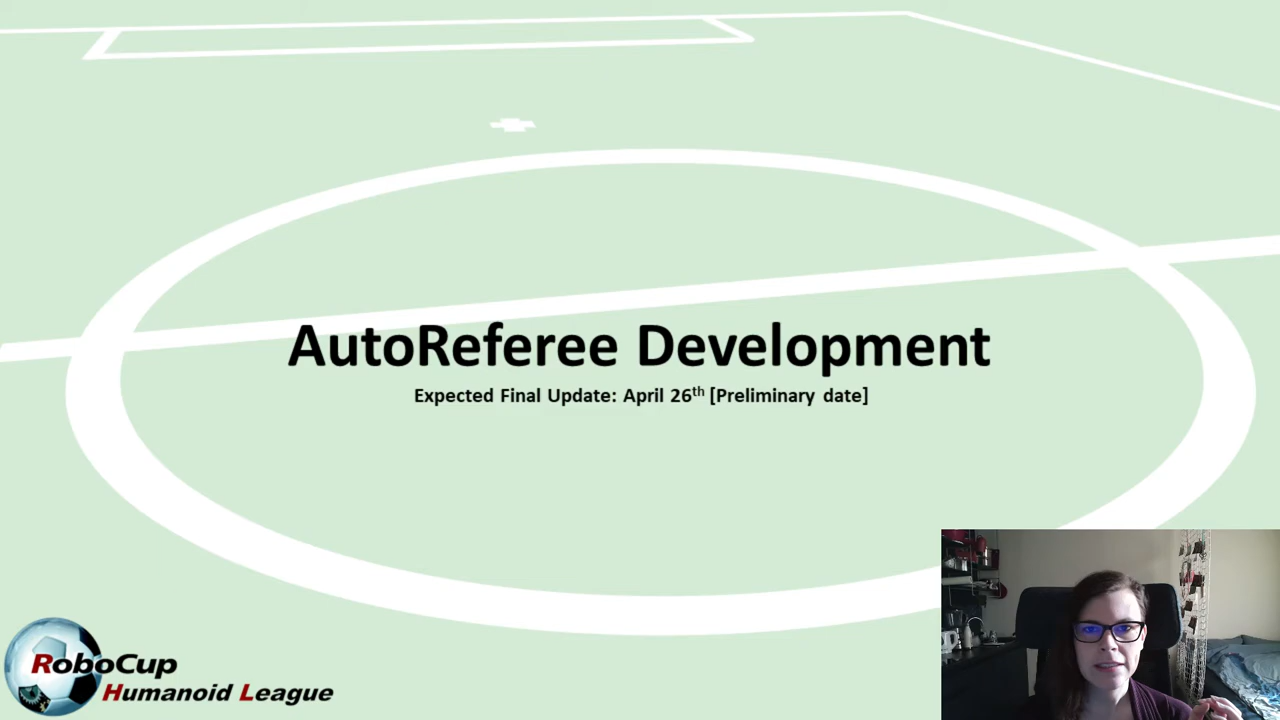 AutoReferee Development
Expected Final Update: April 26th [Preliminary date]
RoboCup
Humanoid League